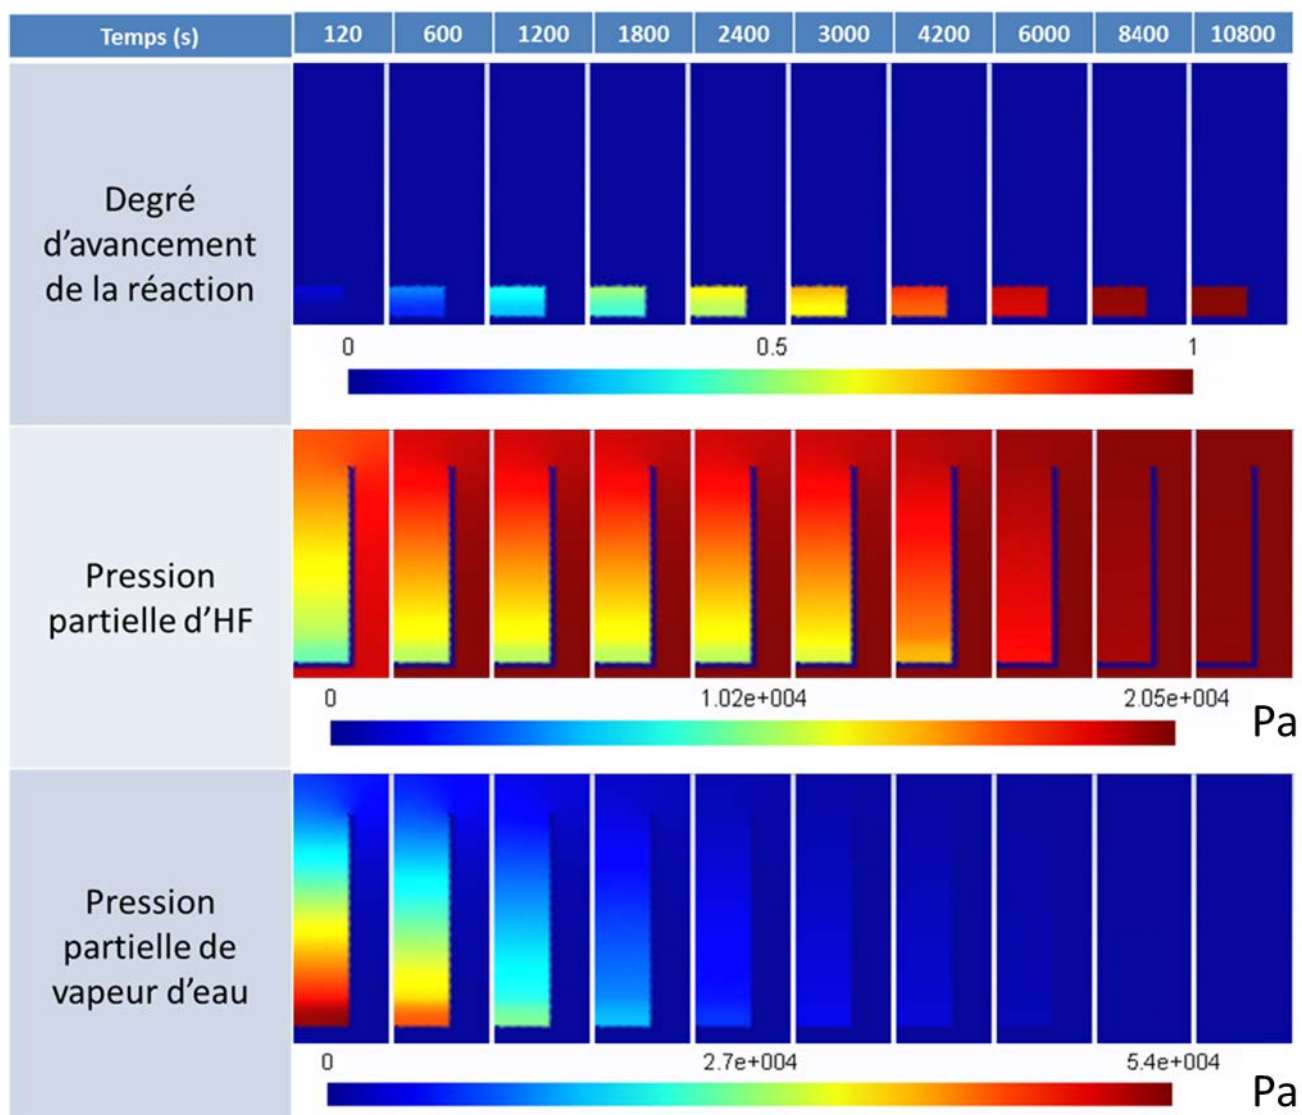 Temps (s) 120 600 1200 1800 2400 3000 4200 6000 8400 10800
Degré
d'avancement
de la réaction
0 0.5 1
Pression
partielle d'HF
0 1.02e+004 2.05e+004
Pa
Pression
partielle de
vapeur d'eau
0 2.7e+004 5.4e+004
Pa